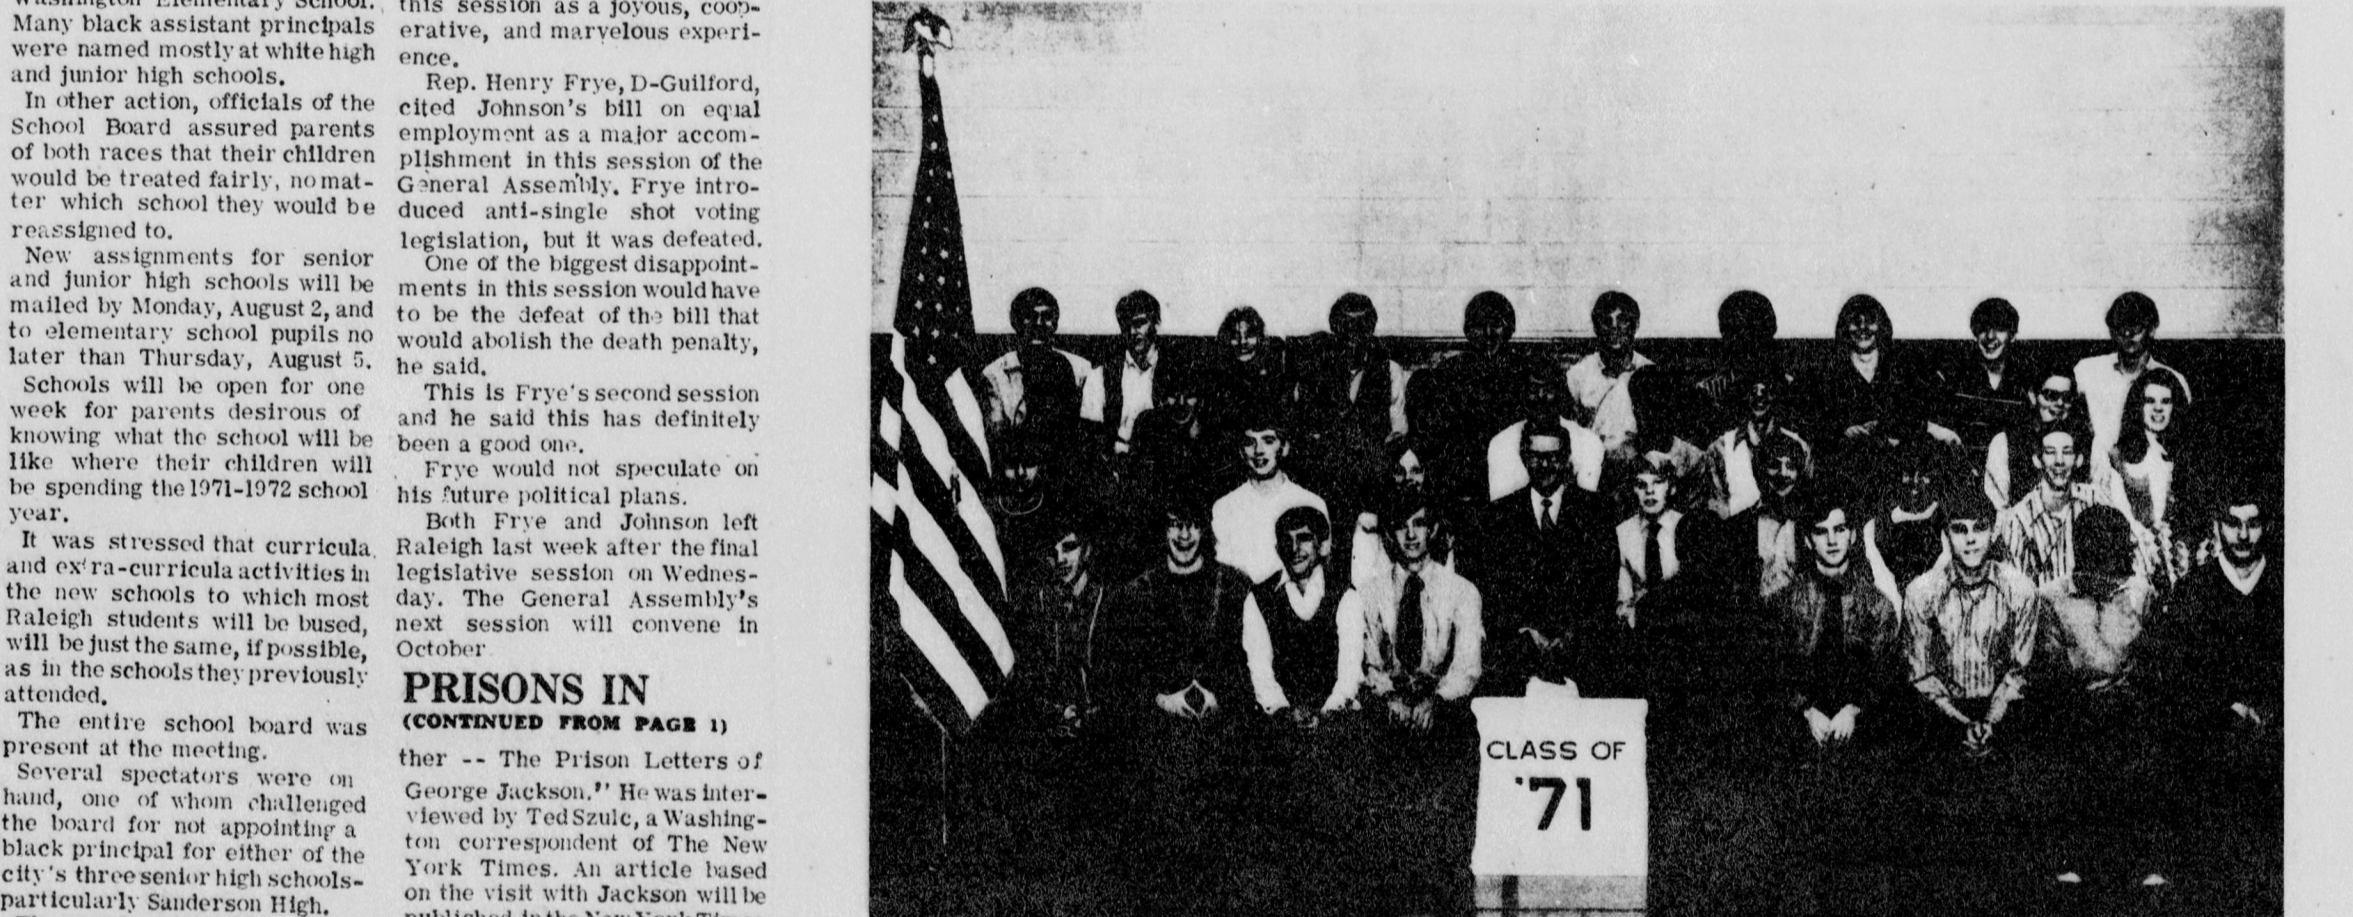 Washington Elementary School.
Many black assistant principals
were named mostly at white high
and junior high schools.
In other action, officials of the
School Board assured parents
of both races that their children
would be treated fairly, no mat-
ter which school they would be
reassigned to.
New assignments for senior
and junior high schools will be
mailed by Monday, August 2, and
to elementary school pupils no
later than Thursday, August 5.
Schools will be open for one
week for parents desirous of
knowing what the school will be
like where their children will
be spending the 1971-1972 school
year.
It was stressed that curricula
and extra-curricula activities in
the new schools to which most
Raleigh students will be bused,
will be just the same, if possible,
as in the schools they previously
attended.
The entire school board was
present at the meeting.
Several spectators were on
hand, one of whom challenged
the board for not appointing a
black principal for either of the
city's three senior high schools-
particularly Sanderson High.
this session as a joyous, coop-
erative, and marvelous experi-
ence.
Rep. Henry Frye, D-Guilford,
cited Johnson's bill on equal
employment as a major accom-
plishment in this session of the
General Assembly. Frye intro-
duced anti-single shot voting
legislation, but it was defeated.
One of the biggest disappoint-
ments in this session would have
to be the defeat of the bill that
would abolish the death penalty,
he said.
This is Frye's second session
and he said this has definitely
been a good one.
Frye would not speculate on
his future political plans.
Both Frye and Johnson left
Raleigh last week after the final
legislative session on Wednes-
day. The General Assembly's
next session will convene in
October
PRISONS IN
(CONTINUED FROM PAGE 1)
ther -- The Prison Letters of
George Jackson." He was inter-
viewed by Ted Szulc, a Washing-
ton correspondent of The New
York Times. An article based
on the visit with Jackson will be
CLASS OF
'71